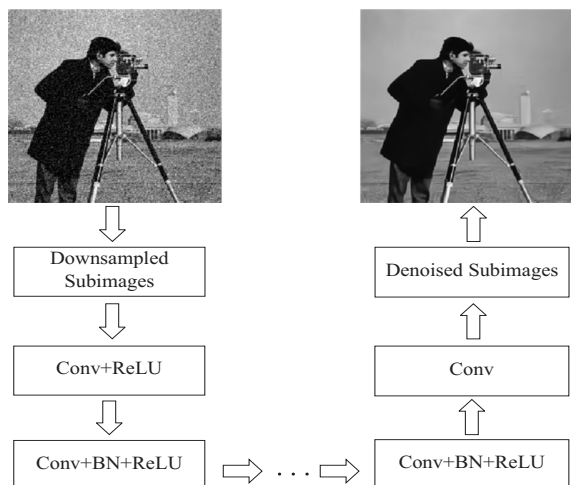 Downsampled
Subimages
Denoised Subimages
Conv+ReLU
Conv
Conv+BN+ReLU
. . .
Conv+BN+ReLU